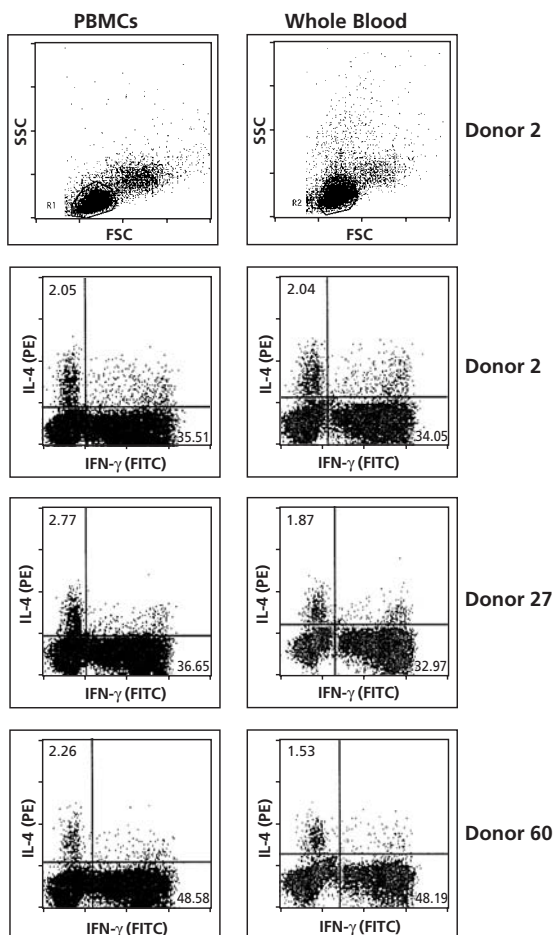 PBMCs
Whole Blood
SSC
R1
FSC
SSC
R2
FSC
Donor 2
2.05
IL-4 (PE)
35.51
IFN-γ (FITC)
2.04
IL-4 (PE)
34.05
IFN-γ (FITC)
Donor 2
2.77
IL-4 (PE)
36.65
IFN-γ (FITC)
1.87
IL-4 (PE)
32.97
IFN-γ (FITC)
Donor 27
2.26
IL-4 (PE)
48.58
IFN-γ (FITC)
1.53
IL-4 (PE)
48.19
IFN-γ (FITC)
Donor 60